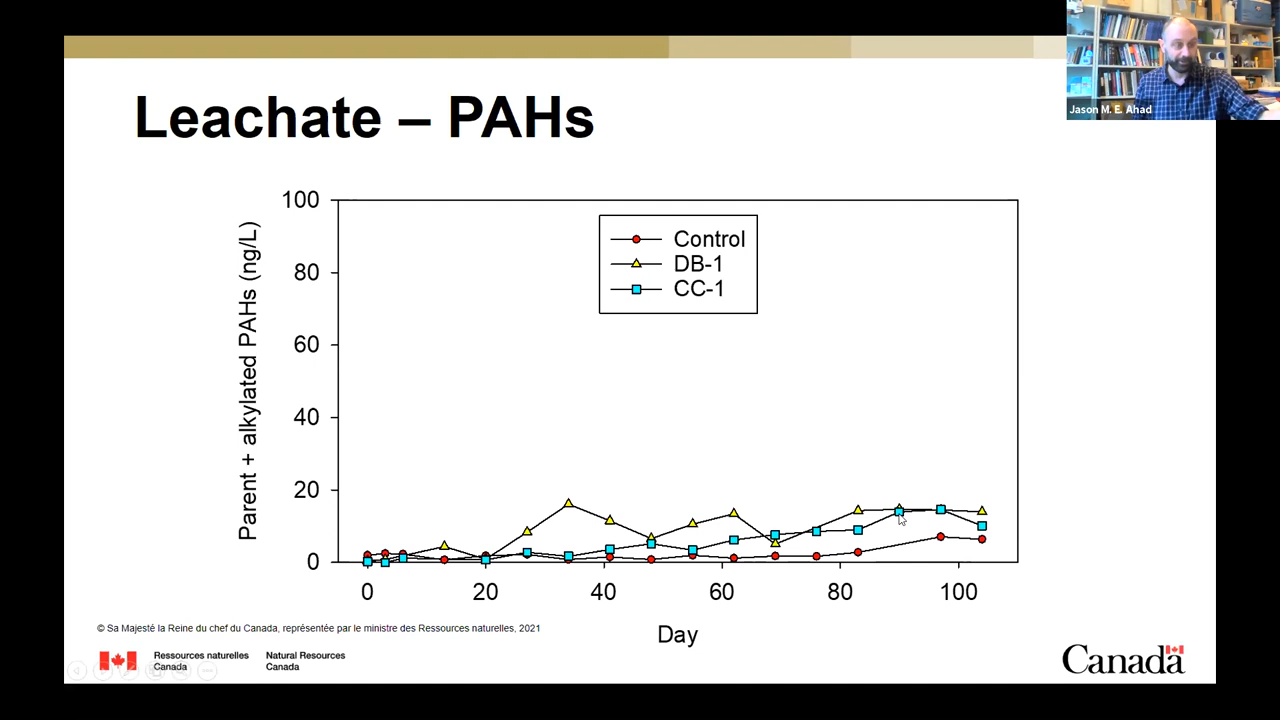 Jason M. E. Ahad
Leachate – PAHs
Parent + alkylated PAHs (ng/L)
100
80
60
40
20
0
Control
DB-1
CC-1
0 20 40 60 80 100
Day
© Sa Majesté la Reine du chef du Canada, représentée par le ministre des Ressources naturelles, 2021
Ressources naturelles Natural Resources
Canada Canada
Canada